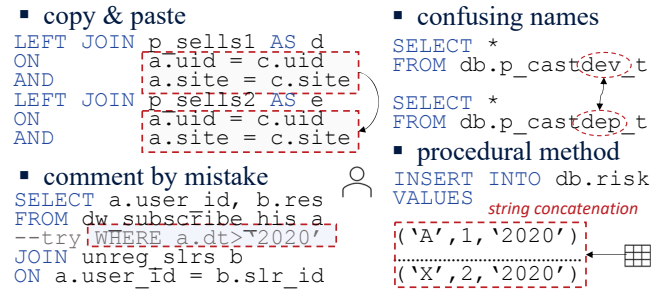 ▪ copy & paste
LEFT JOIN p_sells1 AS d
ON a.uid = c.uid
AND a.site = c.site
LEFT JOIN p_sells2 AS e
ON a.uid = c.uid
AND a.site = c.site
▪ comment by mistake
SELECT a.user_id, b.res
FROM dw_subscribe_his a
--try WHERE a.dt>‘2020’
JOIN unreg_slrs b
ON a.user_id = b.slr_id
▪ confusing names
SELECT *
FROM db.p_castdev_t
SELECT *
FROM db.p_castdep_t
▪ procedural method
INSERT INTO db.risk
VALUES
string concatenation
(‘A’,1,‘2020’)
(‘X’,2,‘2020’)